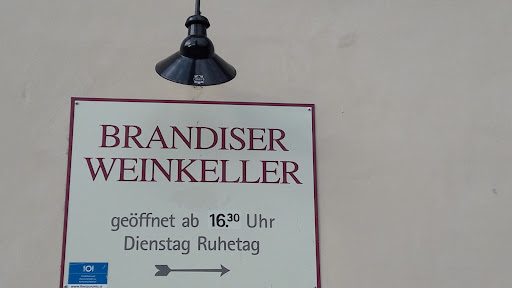 BRANDISER
WEINKELLER
geöffnet ab 16.30 Uhr
Dienstag Ruhetag